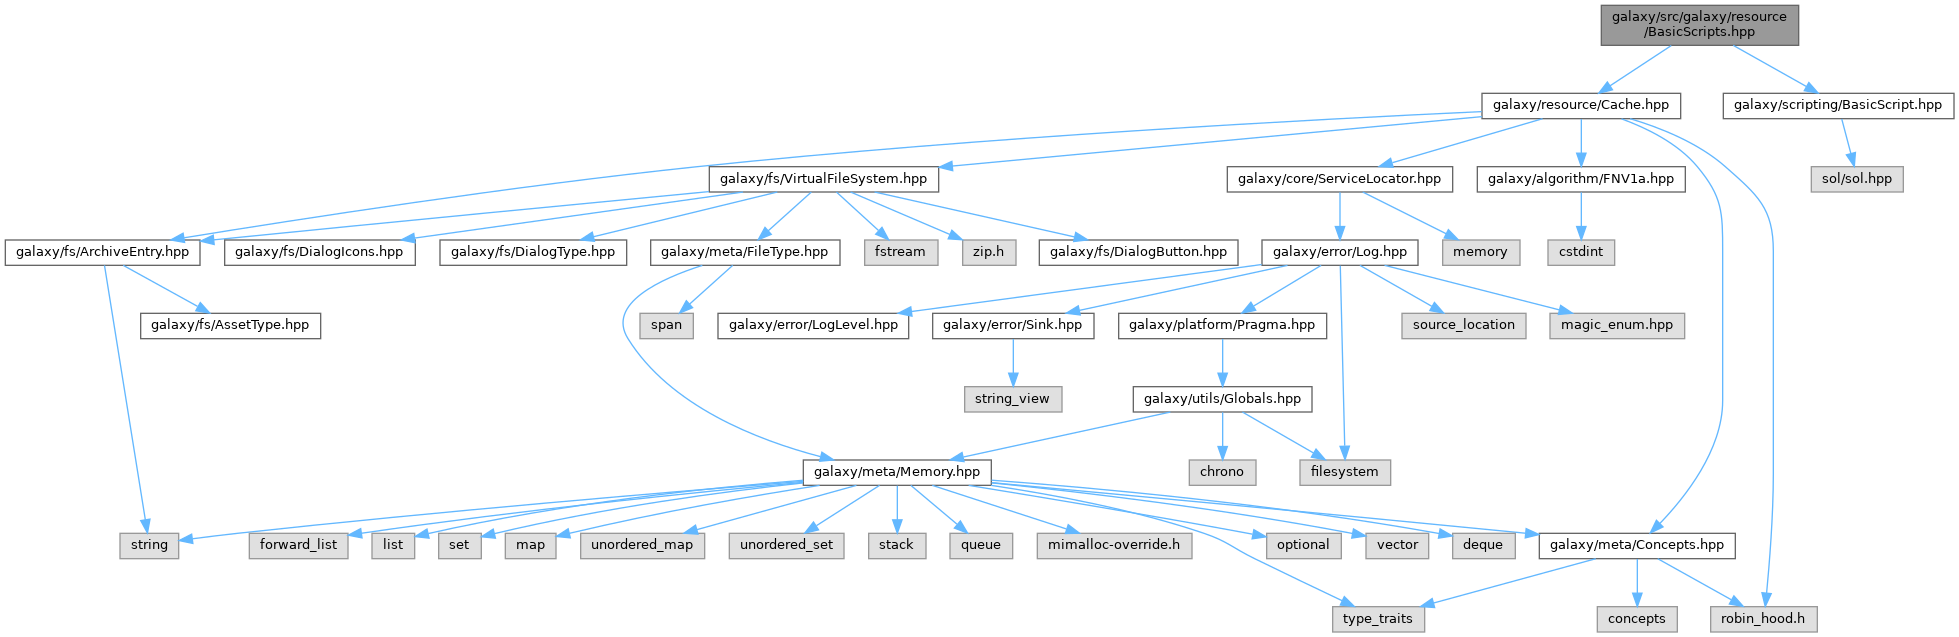 galaxy/src/galaxy/resource
/BasicScripts.hpp
galaxy/resource/Cache.hpp
galaxy/scripting/BasicScript.hpp
galaxy/fs/VirtualFileSystem.hpp
galaxy/core/ServiceLocator.hpp
galaxy/algorithm/FNV1a.hpp
sol/sol.hpp
galaxy/fs/ArchiveEntry.hpp
galaxy/fs/DialogIcons.hpp
galaxy/fs/DialogType.hpp
galaxy/meta/FileType.hpp
fstream
zip.h
galaxy/fs/DialogButton.hpp
galaxy/error/Log.hpp
memory
cstdint
galaxy/fs/AssetType.hpp
span
galaxy/error/LogLevel.hpp
galaxy/error/Sink.hpp
galaxy/platform/Pragma.hpp
source_location
magic_enum.hpp
string_view
galaxy/utils/Globals.hpp
galaxy/meta/Memory.hpp
chrono
filesystem
string
forward_list
list
set
map
unordered_map
unordered_set
stack
queue
mimalloc-override.h
optional
vector
deque
galaxy/meta/Concepts.hpp
type_traits
concepts
robin_hood.h